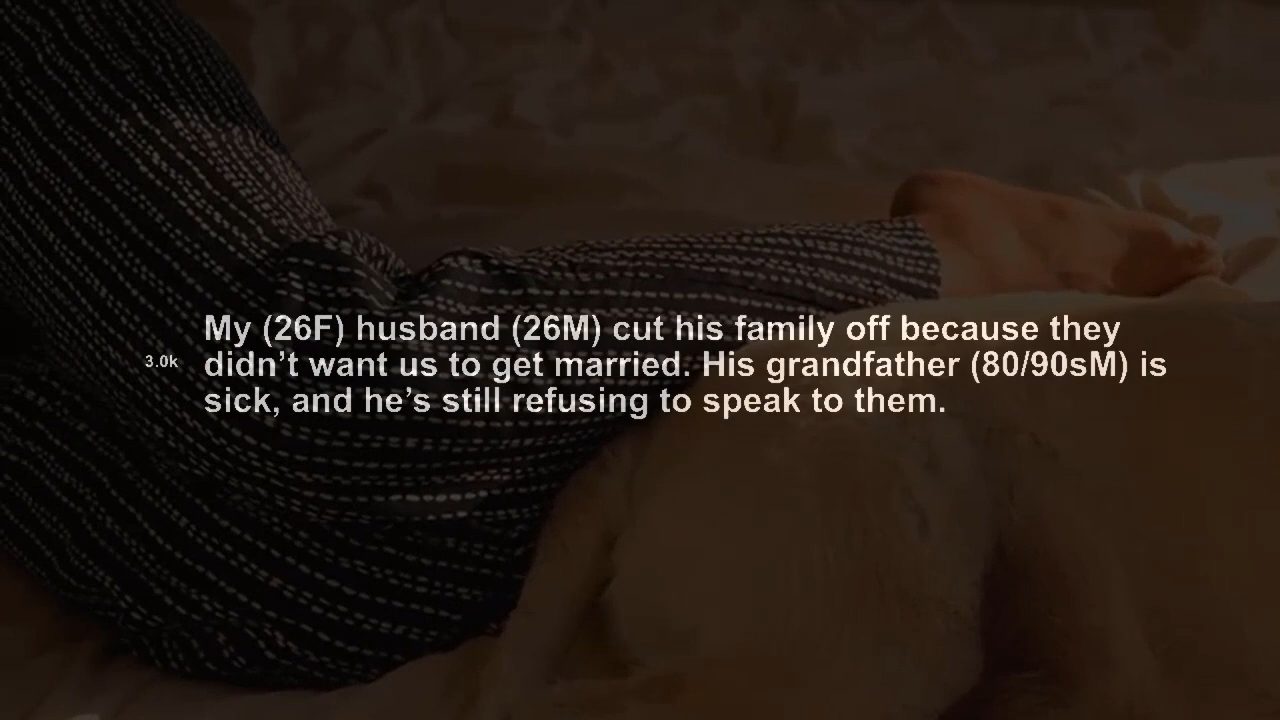 My (26F) husband (26M) cut his family off because they
3.0k didn’t want us to get married. His grandfather (80/90sM) is
sick, and he’s still refusing to speak to them.